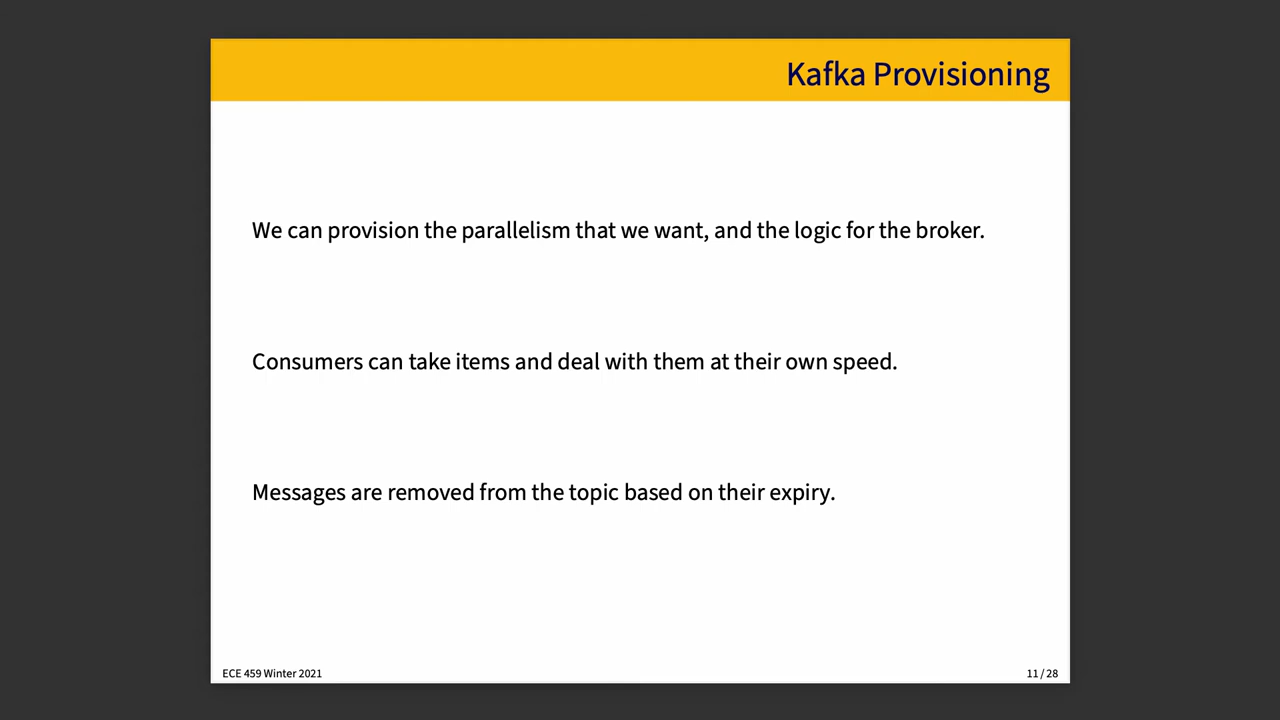 Kafka Provisioning
We can provision the parallelism that we want, and the logic for the broker.
Consumers can take items and deal with them at their own speed.
Messages are removed from the topic based on their expiry.
ECE 459 Winter 2021
11 / 28